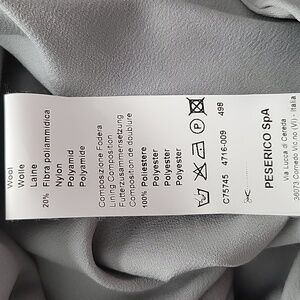 Wool
Wolle
Laine
20% Fibra poliammidica
Nylon
Polyamid
Polyamide
Composizione Fodera
Lining Composition
Futterzusammensetzung
Composition de doublure
100% Poliestere
Polyester
Polyester
Polyester
P
C75745 4716-009 498
PESERICO SpA
Via Lucca di Cereda
36073 Cornedo Vic.no (VI) - Italia